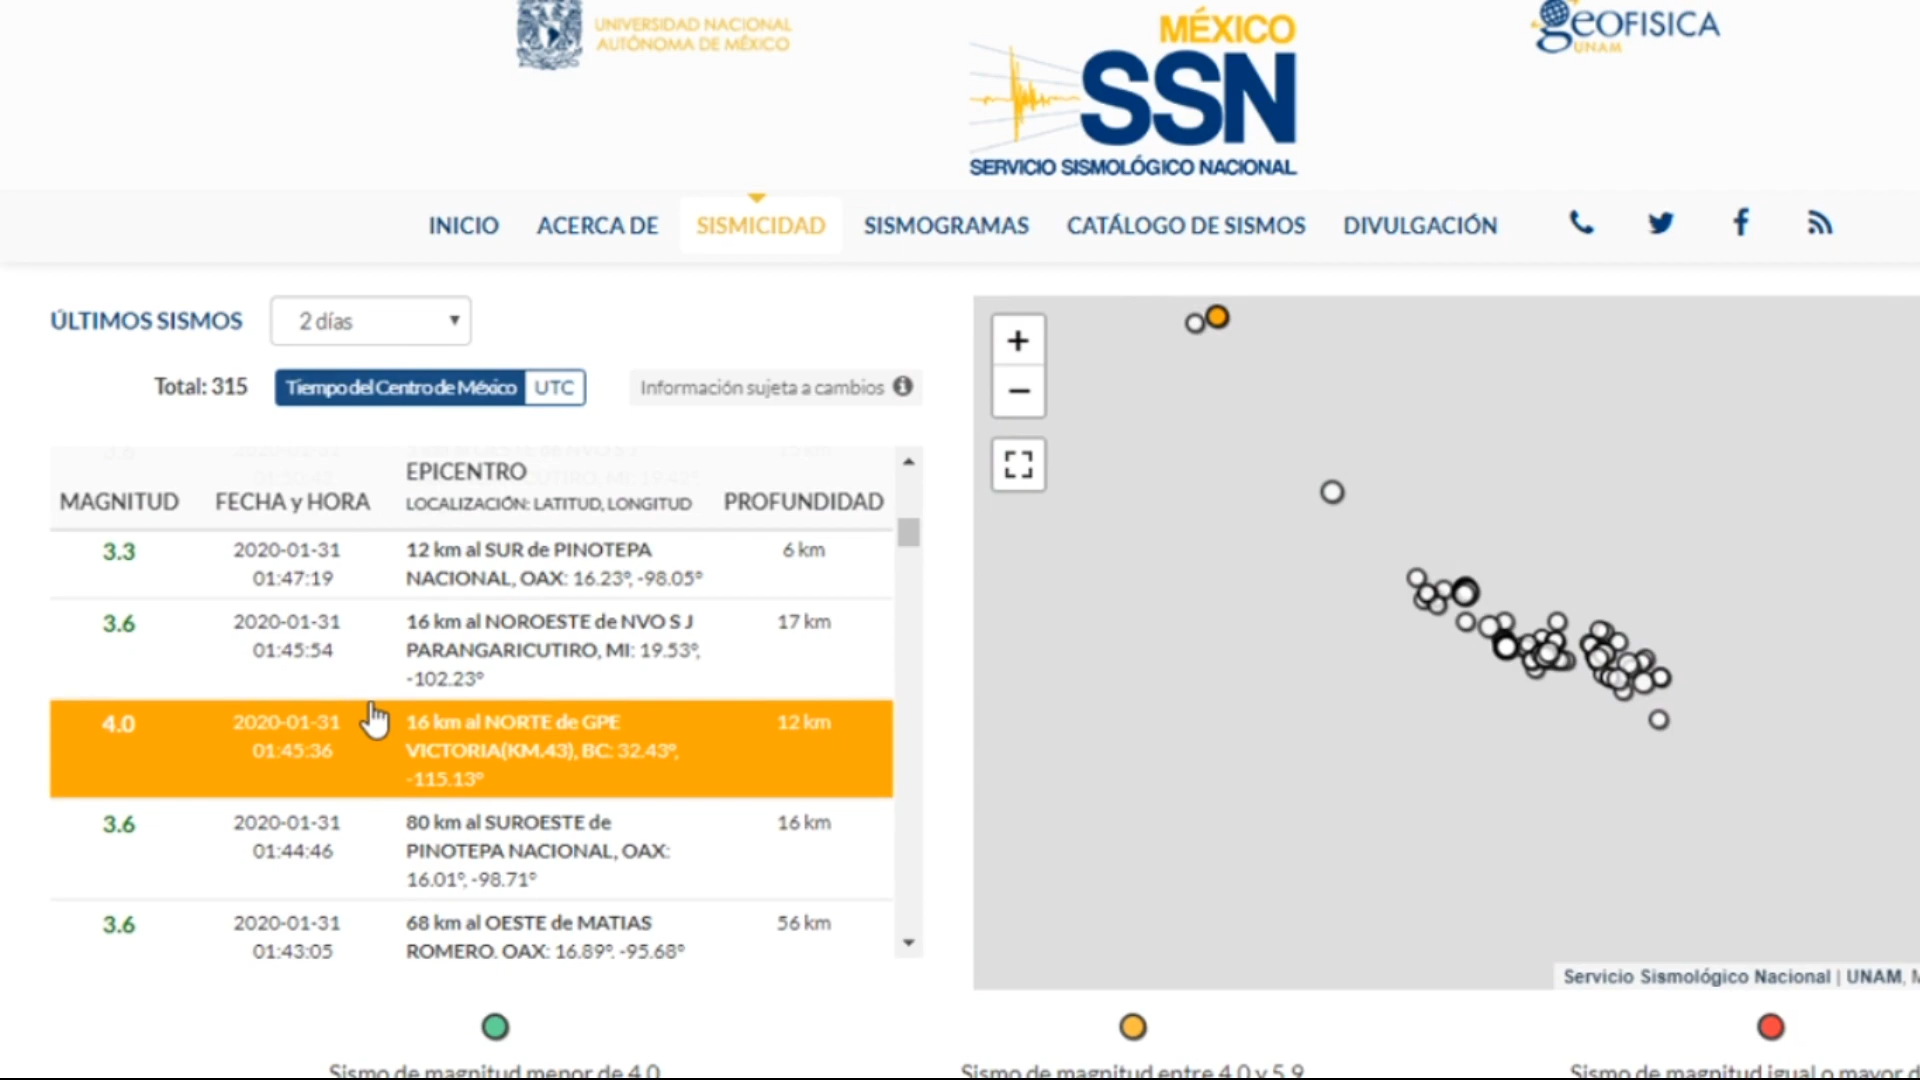 UNIVERSIDAD NACIONAL
AUTÓNOMA DE MÉXICO
MÉXICO
SSN
SERVICIO SISMOLÓGICO NACIONAL
GEOFISICA
UNAM
INICIO
ACERCA DE
SISMICIDAD
SISMOGRAMAS
CATÁLOGO DE SISMOS
DIVULGACIÓN
ÚLTIMOS SISMOS
2 días
Total: 315
Tiempo del Centro de México
UTC
Información sujeta a cambios
MAGNITUD
FECHA y HORA
EPICENTRO
LOCALIZACIÓN: LATITUD, LONGITUD
PROFUNDIDAD
3.3
2020-01-31
01:47:19
12 km al SUR de PINOTEPA
NACIONAL, OAX: 16.23°, -98.05°
6 km
3.6
2020-01-31
01:45:54
16 km al NOROESTE de NVO S J
PARANGARICUTIRO, MI: 19.53°,
-102.23°
17 km
4.0
2020-01-31
01:45:36
16 km al NORTE de GPE
VICTORIA(KM.43), BC: 32.43°,
-115.13°
12 km
3.6
2020-01-31
01:44:46
80 km al SUROESTE de
PINOTEPA NACIONAL, OAX:
16.01°, -98.71°
16 km
3.6
2020-01-31
01:43:05
68 km al OESTE de MATIAS
ROMERO, OAX: 16.89°, -95.68°
56 km
+
−
Servicio Sismológico Nacional | UNAM,
Sismo de magnitud menor de 4.0
Sismo de magnitud entre 4.0 y 5.9
Sismo de magnitud igual o mayor